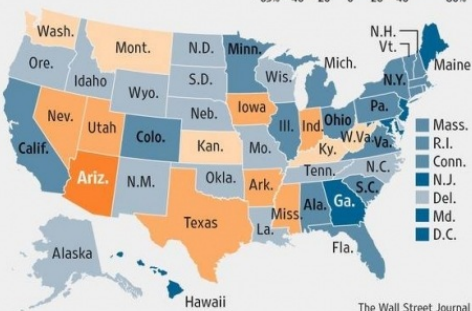 N.H.
Vt.
Wash.
Mont.
N.D.
Minn.
Mich.
Maine
Ore.
Idaho
S.D.
Wis.
N.Y.
Wyo.
Iowa
Pa.
Nev.
Neb.
Ill.
Ind.
Ohio
Utah
Colo.
W.Va.
Va.
Mass.
Calif.
Kan.
Mo.
Ky.
R.I.
Conn.
Ariz.
N.M.
Okla.
Ark.
Tenn.
N.C.
N.J.
S.C.
Del.
Texas
Miss.
Ala.
Ga.
Md.
La.
D.C.
Alaska
Fla.
Hawaii
The Wall Street Journal